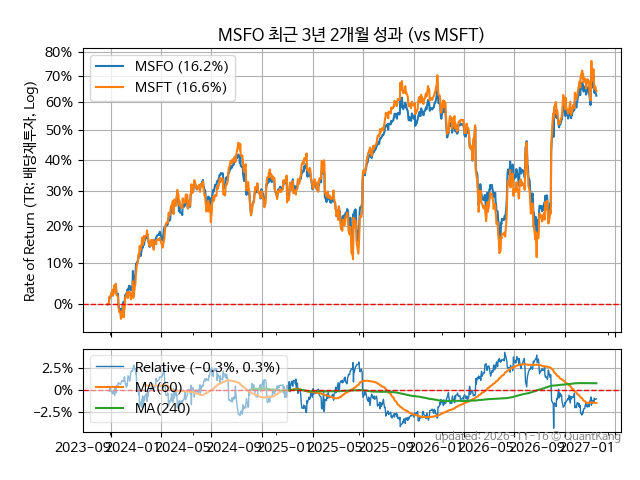 MSFO 최근 3년 2개월 성과 (vs MSFT)
80%
70%
60%
50%
40%
30%
20%
10%
0%
Rate of Return (TR: 배당재투자, Log)
MSFO (16.2%)
MSFT (16.6%)
2.5%
0%
−2.5%
Relative (-0.3%, 0.3%)
MA(60)
MA(240)
2023-09
2024-01
2024-05
2024-09
2025-01
2025-05
2025-09
2026-01
2026-05
2026-09
2027-01
updated: 2026-11-16 © QuantKang